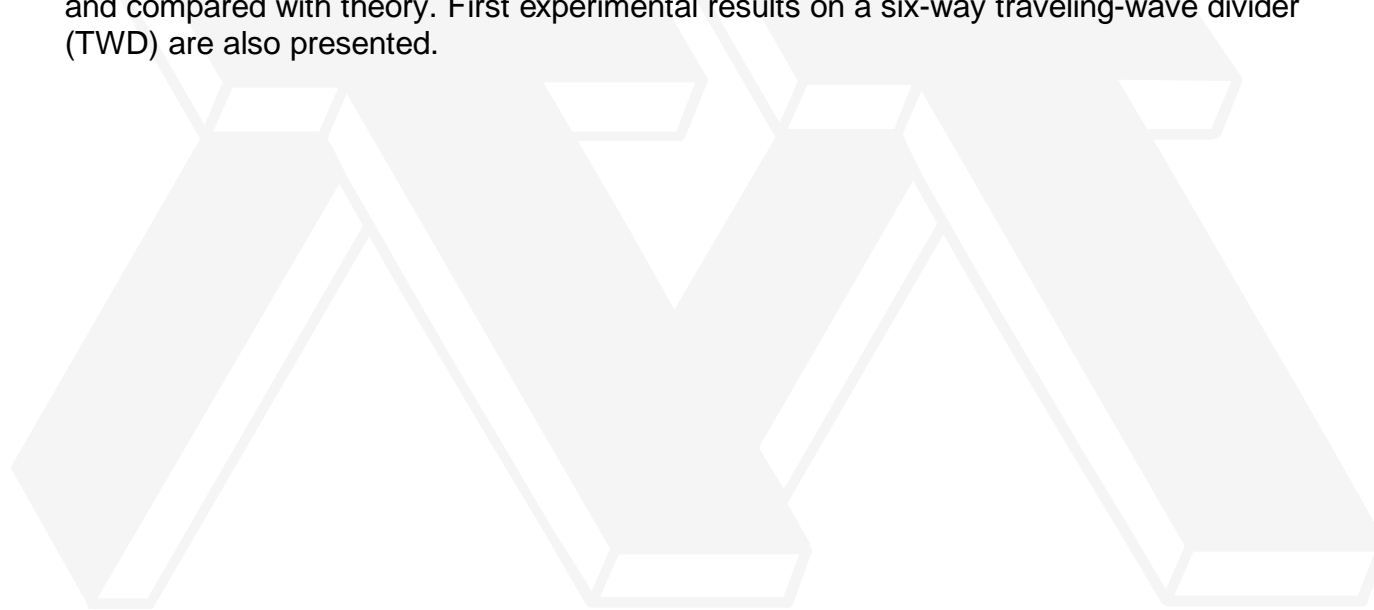 and compared with theory. First experimental results on a six-way traveling-wave divider
(TWD) are also presented.